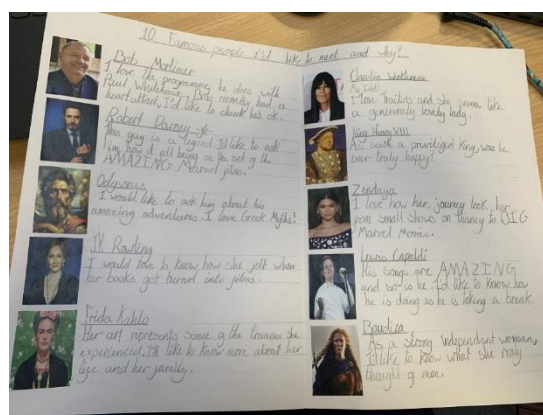 10 Famous people I'd like to meet and why?
Bob Mortimer
I love the programme he does with
Paul Whitehouse. Bob recently had a
heart attack, I'd like to check his ok.
Robert Downey Jr.
This guy is a legend. I'd like to ask
him how it felt being on the set of the
AMAZING Marvel films.
Odysseus
I would like to ask him about his
amazing adventures. I love Greek Myths!
JK Rowling
I would love to know how she felt when
her books got turned into films.
Frida Kahlo
Her art represents some of the trauma she
experienced. I'd like to know more about her
life and her family.
Claudia Winkleman
My Idol!
I love Traitors and she seems like
a genuinely lovely lady.
King Henry VIII
As such a privileged King, was he
ever truly happy?
Zendaya
I love how her journey took her
from small shows on Disney to BIG
Marvel Movies.
Lewis Capaldi
His songs are AMAZING
and so is he. I'd like to know how
he is doing as he is taking a break.
Boudica
As a strong independent woman,
I'd like to know what she really
thought of men.